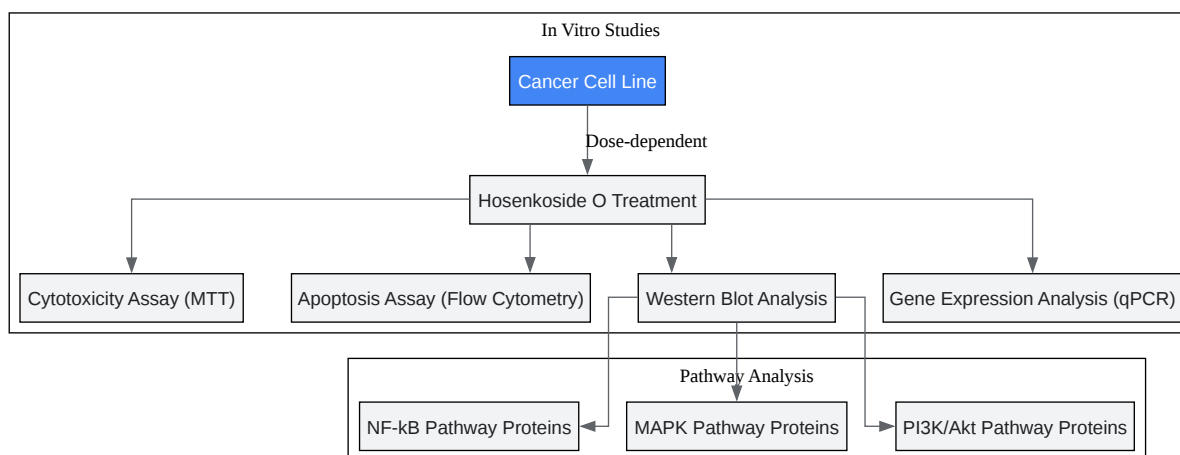 In Vitro Studies
Cancer Cell Line
Dose-dependent
Hosenkoside O Treatment
Cytotoxicity Assay (MTT)
Apoptosis Assay (Flow Cytometry)
Western Blot Analysis
Gene Expression Analysis (qPCR)
Pathway Analysis
NF-kB Pathway Proteins
MAPK Pathway Proteins
PI3K/Akt Pathway Proteins